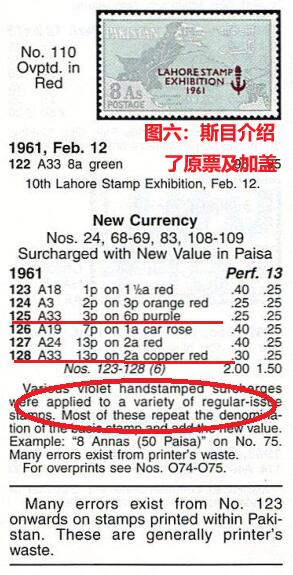 No. 110
Ovptd. in
Red
PAKISTAN
LAHORE STAMP
EXHIBITION
1961
8 As
POSTAGE
图六：斯目介绍
了原票及加盖
1961, Feb. 12
122 A33 8a green
10th Lahore Stamp Exhibition, Feb. 12.
New Currency
Nos. 24, 68-69, 83, 108-109
Surcharged with New Value in Paisa
1961 Perf. 13
123 A18 1p on 1½a red .40 .25
124 A3 2p on 3p orange red .25 .25
125 A33 3p on 6p purple .25 .25
126 A19 7p on 1a car rose .40 .25
127 A24 13p on 2a red .40 .25
128 A33 13p on 2a copper red .30 .25
Nos. 123-128 (6) 2.00 1.50
Various violet handstamped surcharges
were applied to a variety of regular-issue
stamps. Most of these repeat the denomina-
tion of the basic stamp and add the new value.
Example: “8 Annas (50 Paisa)” on No. 75.
Many errors exist from printer's waste.
For overprints see Nos. O74-O75.
Many errors exist from No. 123
onwards on stamps printed within Paki-
stan. These are generally printer's
waste.